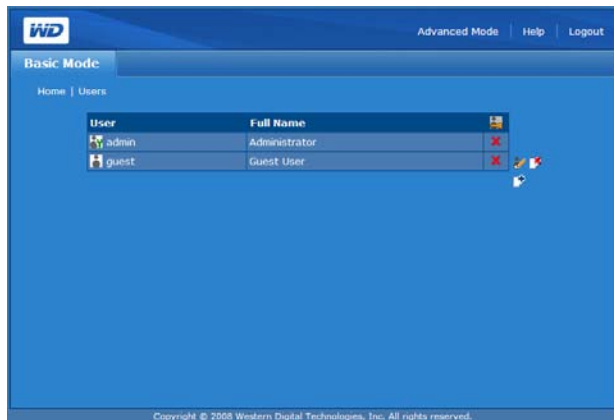 WD
Advanced Mode | Help | Logout
Basic Mode
Home | Users
User Full Name
admin Administrator
guest Guest User
Copyright © 2008 Western Digital Technologies, Inc. All rights reserved.